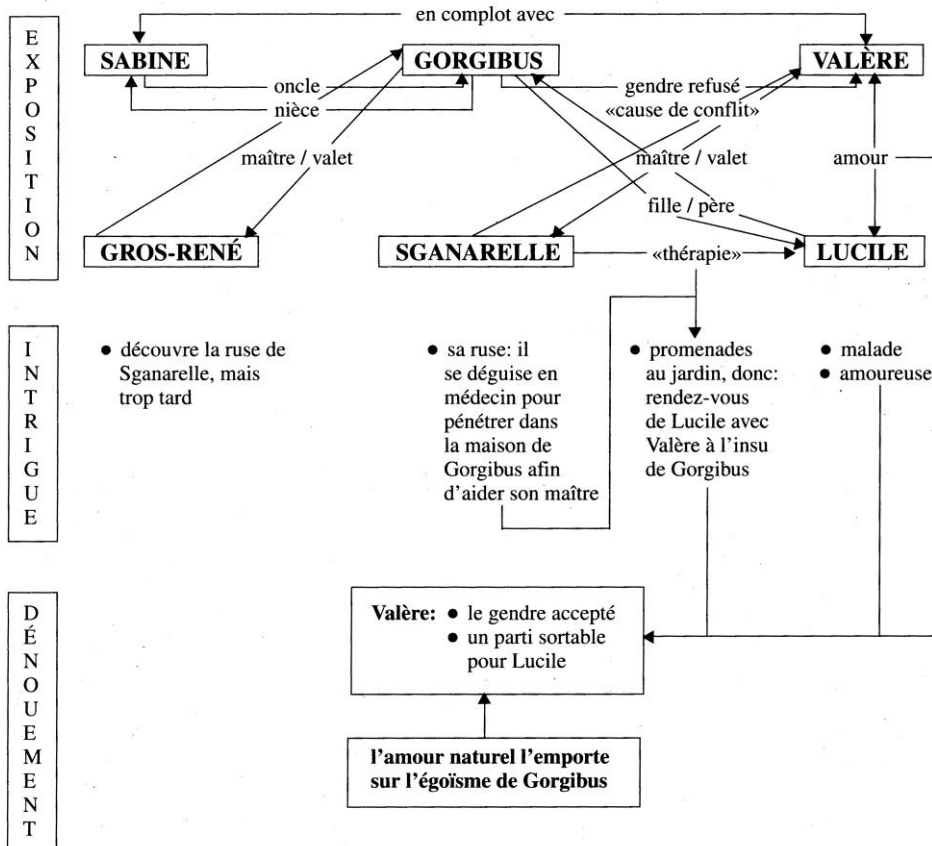 EXPOSITION
en complot avec
SABINE
GORGIBUS
VALÈRE
oncle
nièce
gendre refusé
«cause de conflit»
maître / valet
maître / valet
amour
fille / père
GROS-RENÉ
SGANARELLE
«thérapie»
LUCILE
INTRIGUE
● découvre la ruse de
Sganarelle, mais
trop tard
● sa ruse: il
se déguise en
médecin pour
pénétrer dans
la maison de
Gorgibus afin
d'aider son maître
● promenades
au jardin, donc:
rendez-vous
de Lucile avec
Valère à l'insu
de Gorgibus
● malade
● amoureuse
DÉNOUEMENT
Valère: ● le gendre accepté
● un parti sortable
pour Lucile
l'amour naturel l'emporte
sur l'égoïsme de Gorgibus